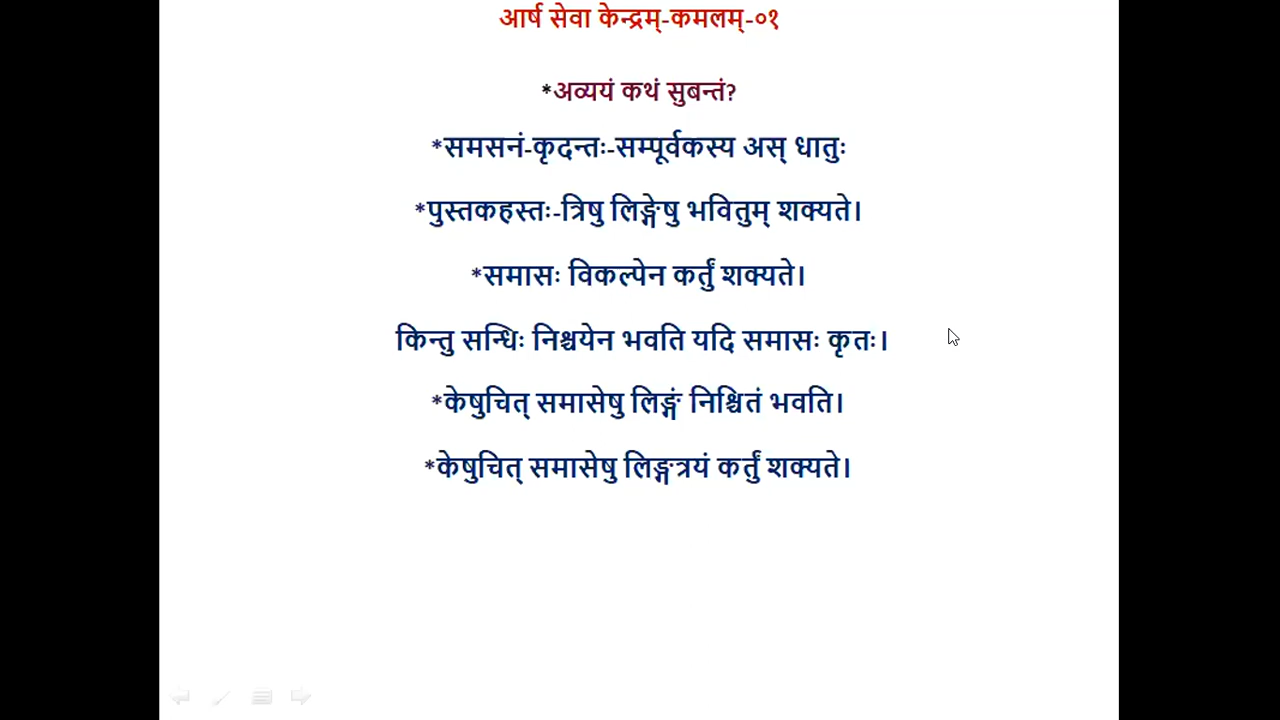 आर्ष सेवा केन्द्रम्-कमलम्-०१
*अव्ययं कथं सुबन्तं?
*समसनं-कृदन्तः-सम्पूर्वकस्य अस् धातुः
*पुस्तकहस्तः-त्रिषु लिङ्गेषु भवितुम् शक्यते।
*समासः विकल्पेन कर्तुं शक्यते।
किन्तु सन्धिः निश्चयेन भवति यदि समासः कृतः।
*केषुचित् समासेषु लिङ्गं निश्चितं भवति।
*केषुचित् समासेषु लिङ्गत्रयं कर्तुं शक्यते।